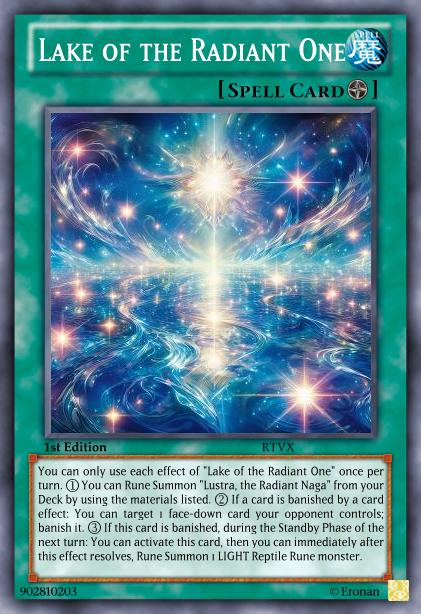 LAKE OF THE RADIANT ONE
SPELL
魔
[SPELL CARD]
1st Edition
RTVX
You can only use each effect of "Lake of the Radiant One" once per
turn. ① You can Rune Summon "Lustra, the Radiant Naga" from your
Deck by using the materials listed. ② If a card is banished by a card
effect: You can target 1 face-down card your opponent controls;
banish it. ③ If this card is banished, during the Standby Phase of the
next turn: You can activate this card, then you can immediately after
this effect resolves, Rune Summon 1 LIGHT Reptile Rune monster.
902810203
© Eronan